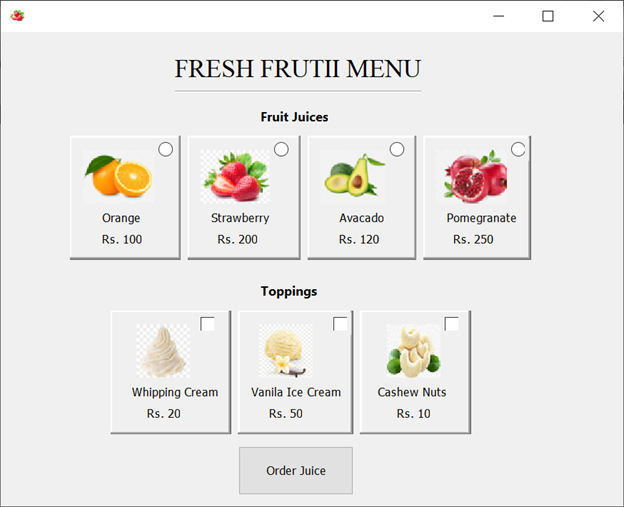 FRESH FRUTII MENU
Fruit Juices
Orange
Rs. 100
Strawberry
Rs. 200
Avacado
Rs. 120
Pomegranate
Rs. 250
Toppings
Whipping Cream
Rs. 20
Vanila Ice Cream
Rs. 50
Cashew Nuts
Rs. 10
Order Juice